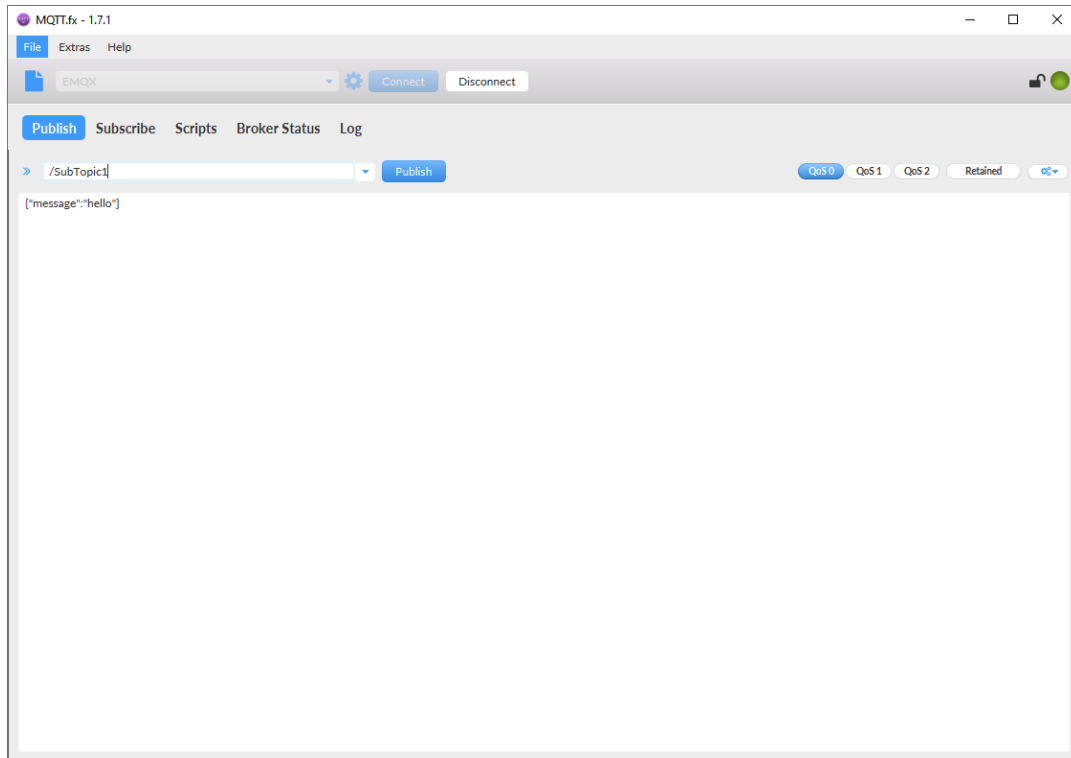 MQTT.fx - 1.7.1
File Extras Help
EMQX Connect Disconnect
Publish Subscribe Scripts Broker Status Log
/SubTopic1 Publish QoS 0 QoS 1 QoS 2 Retained
{"message":"hello"}